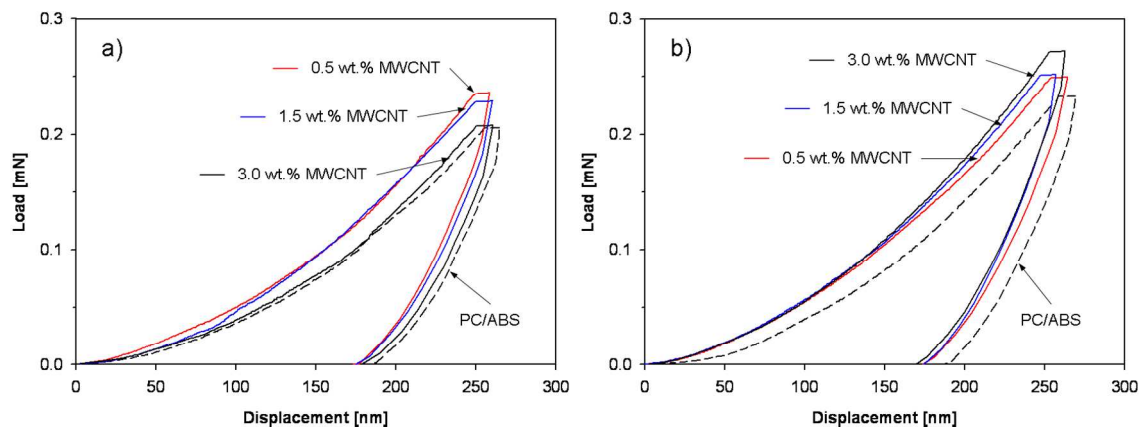 a)
0.5 wt.% MWCNT
1.5 wt.% MWCNT
3.0 wt.% MWCNT
PC/ABS
Load [mN]
0.3
0.2
0.1
0.0
0 50 100 150 200 250 300
Displacement [nm]
b)
3.0 wt.% MWCNT
1.5 wt.% MWCNT
0.5 wt.% MWCNT
PC/ABS
Load [mN]
0.3
0.2
0.1
0.0
0 50 100 150 200 250 300
Displacement [nm]